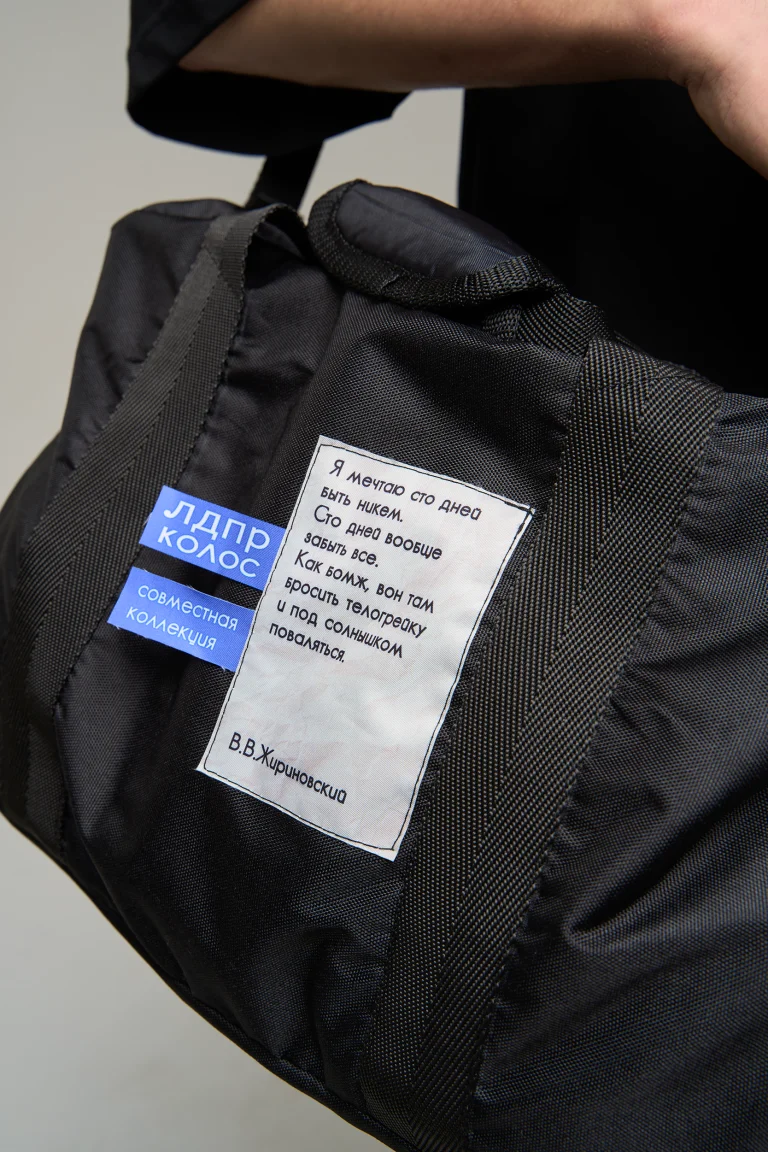 ЛДПР
КОЛОС
СОВМЕСТНАЯ
КОЛЛЕКЦИЯ
Я мечтаю сто дней
быть никем.
Сто дней вообще
забыть все.
Как бомж, вон там
бросить телогрейку
и под солнышком
поваляться.
В.В.Жириновский